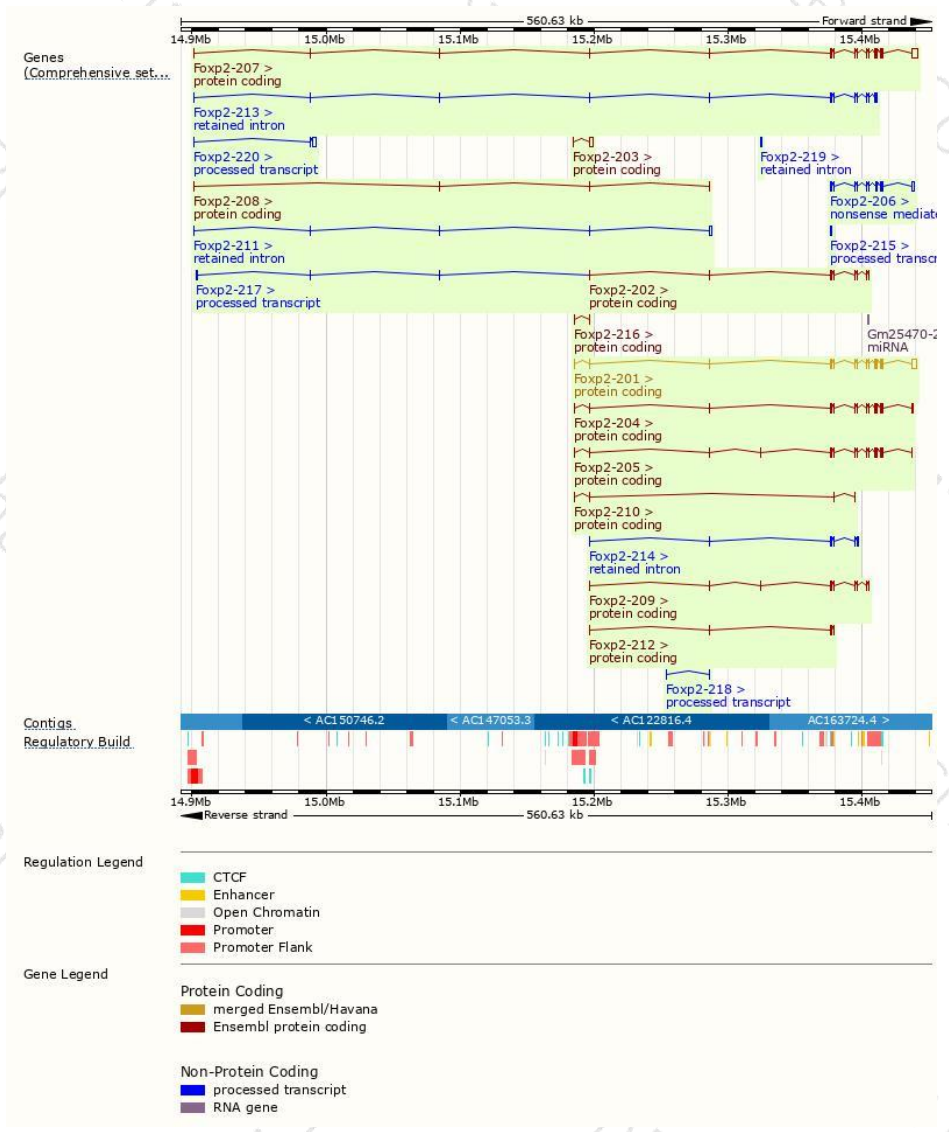 560.63 kb Forward strand
14.9Mb 15.0Mb 15.1Mb 15.2Mb 15.3Mb 15.4Mb
Genes
(Comprehensive set...
Foxp2-207 >
protein coding
Foxp2-213 >
retained intron
Foxp2-220 > Foxp2-203 > Foxp2-219 >
processed transcript protein coding retained intron
Foxp2-208 > Foxp2-206 >
protein coding nonsense mediate
Foxp2-211 > Foxp2-215 >
retained intron processed transcr
Foxp2-217 > Foxp2-202 >
processed transcript protein coding
Foxp2-216 > Gm25470-2
protein coding miRNA
Foxp2-201 >
protein coding
Foxp2-204 >
protein coding
Foxp2-205 >
protein coding
Foxp2-210 >
protein coding
Foxp2-214 >
retained intron
Foxp2-209 >
protein coding
Foxp2-212 >
protein coding
Foxp2-218 >
processed transcript
Contigs < AC150746.2 < AC147053.3 < AC122816.4 AC163724.4 >
Regulatory Build
14.9Mb 15.0Mb 15.1Mb 15.2Mb 15.3Mb 15.4Mb
Reverse strand 560.63 kb
Regulation Legend
CTCF
Enhancer
Open Chromatin
Promoter
Promoter Flank
Gene Legend
Protein Coding
merged Ensembl/Havana
Ensembl protein coding
Non-Protein Coding
processed transcript
RNA gene